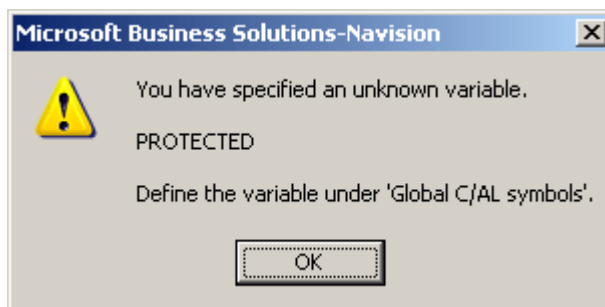 Microsoft Business Solutions-Navision
You have specified an unknown variable.
PROTECTED
Define the variable under 'Global C/AL symbols'.
OK